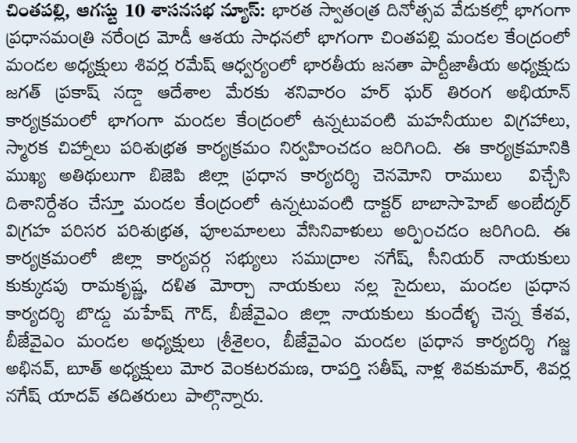 చింతపల్లి, ఆగస్టు 10 శాసనసభ న్యూస్: భారత స్వాతంత్ర దినోత్సవ వేడుకల్లో భాగంగా
ప్రధానమంత్రి నరేంద్ర మోడీ ఆశయ సాధనలో భాగంగా చింతపల్లి మండల కేంద్రంలో
మండల అధ్యక్షులు శివర్ల రమేష్ ఆధ్వర్యంలో భారతీయ జనతా పార్టీజాతీయ అధ్యక్షుడు
జగత్ ప్రకాష్ నడ్డా ఆదేశాల మేరకు శనివారం హర్ ఘర్ తిరంగ అభియాన్
కార్యక్రమంలో భాగంగా మండల కేంద్రంలో ఉన్నటువంటి మహనీయుల విగ్రహాలు,
స్మారక చిహ్నాలు పరిశుభ్రత కార్యక్రమం నిర్వహించడం జరిగింది. ఈ కార్యక్రమానికి
ముఖ్య అతిథులుగా బిజెపి జిల్లా ప్రధాన కార్యదర్శి చెనమోని రాములు విచ్చేసి
దిశానిర్దేశం చేస్తూ మండల కేంద్రంలో ఉన్నటువంటి డాక్టర్ బాబాసాహెబ్ అంబేద్కర్
విగ్రహ పరిసర పరిశుభ్రత, పూలమాలలు వేసినివాళులు అర్పించడం జరిగింది. ఈ
కార్యక్రమంలో జిల్లా కార్యవర్గ సభ్యులు సముద్రాల నగేష్, సీనియర్ నాయకులు
కుక్కుడపు రామకృష్ణ, దళిత మోర్చా నాయకులు నల్ల సైదులు, మండల ప్రధాన
కార్యదర్శి బొడ్డు మహేష్ గౌడ్, బీజేవైఎం జిల్లా నాయకులు కుందేళ్ళ చెన్న కేశవ,
బీజేవైఎం మండల అధ్యక్షులు శ్రీశైలం, బీజేవైఎం మండల ప్రధాన కార్యదర్శి గజ్జ
అభినవ్, బూత్ అధ్యక్షులు మోర వెంకటరమణ, రాపర్తి సతీష్, నాళ్ల శివకుమార్, శివర్ల
నగేష్ యాదవ్ తదితరులు పాల్గొన్నారు.